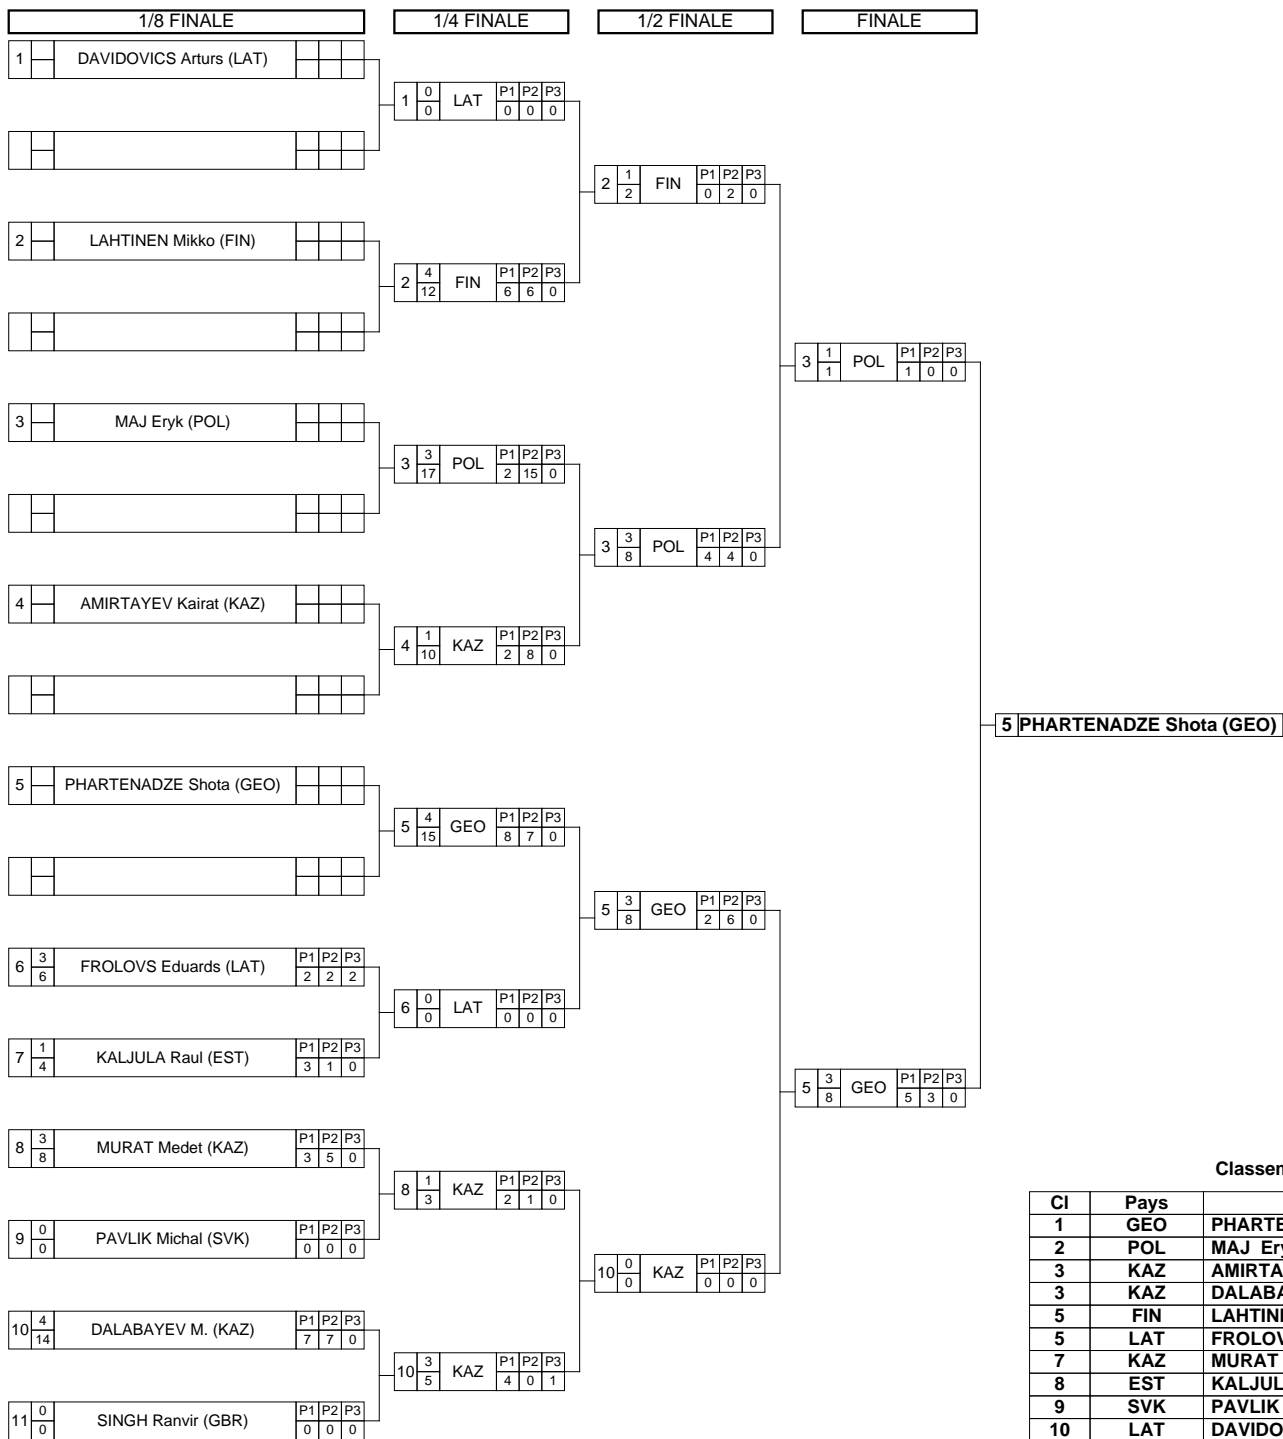 1/8 FINALE 1/4 FINALE 1/2 FINALE FINALE
1 DAVIDOVICS Arturs (LAT)
1 0 0 LAT P1 P2 P3 0 0 0
2 1 2 FIN P1 P2 P3 0 2 0
2 LAHTINEN Mikko (FIN)
2 4 12 FIN P1 P2 P3 6 6 0
3 1 1 POL P1 P2 P3 1 0 0
3 MAJ Eryk (POL)
3 3 17 POL P1 P2 P3 2 15 0
3 3 8 POL P1 P2 P3 4 4 0
4 AMIRTAYEV Kairat (KAZ)
4 1 10 KAZ P1 P2 P3 2 8 0
5 PHARTENADZE Shota (GEO)
5 PHARTENADZE Shota (GEO)
5 4 15 GEO P1 P2 P3 8 7 0
5 3 8 GEO P1 P2 P3 2 6 0
6 3 6 FROLOVS Eduards (LAT) P1 P2 P3 2 2 2
6 0 0 LAT P1 P2 P3 0 0 0
7 1 4 KALJULA Raul (EST) P1 P2 P3 3 1 0
5 3 8 GEO P1 P2 P3 5 3 0
8 3 8 MURAT Medet (KAZ) P1 P2 P3 3 5 0
8 1 3 KAZ P1 P2 P3 2 1 0
9 0 0 PAVLIK Michal (SVK) P1 P2 P3 0 0 0
10 0 0 KAZ P1 P2 P3 0 0 0
10 4 14 DALABAYEV M. (KAZ) P1 P2 P3 7 7 0
10 3 5 KAZ P1 P2 P3 4 0 1
11 0 0 SINGH Ranvir (GBR) P1 P2 P3 0 0 0
Classen
Cl Pays
1 GEO PHARTE
2 POL MAJ Ery
3 KAZ AMIRTA
3 KAZ DALABA
5 FIN LAHTIN
5 LAT FROLOV
7 KAZ MURAT
8 EST KALJUL
9 SVK PAVLIK
10 LAT DAVIDO